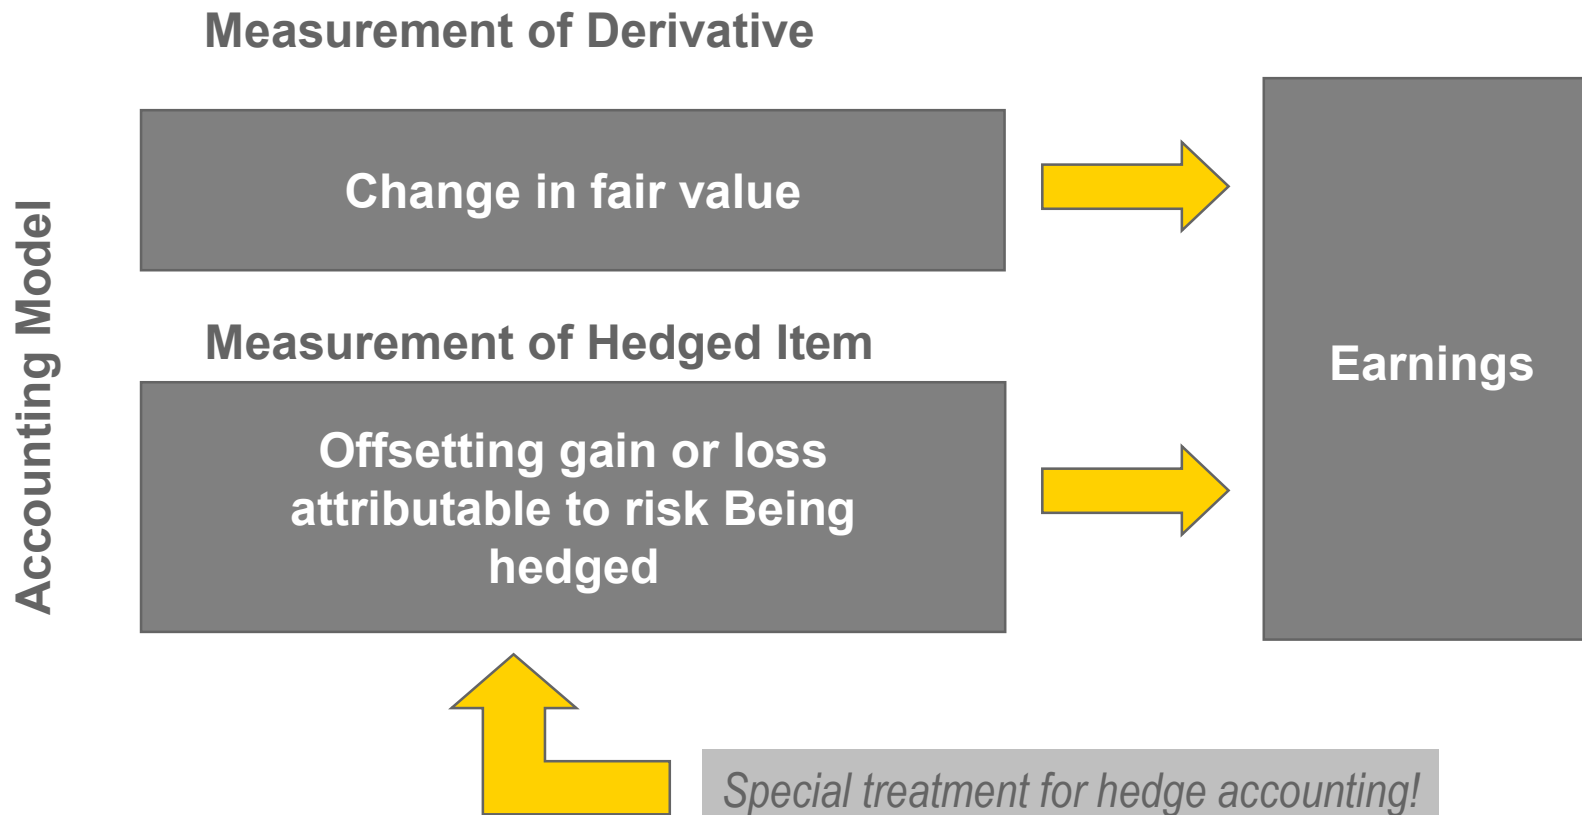 Measurement of Derivative
Change in fair value
Accounting Model
Measurement of Hedged Item
Earnings
Offsetting gain or loss
attributable to risk Being
hedged
Special treatment for hedge accounting!